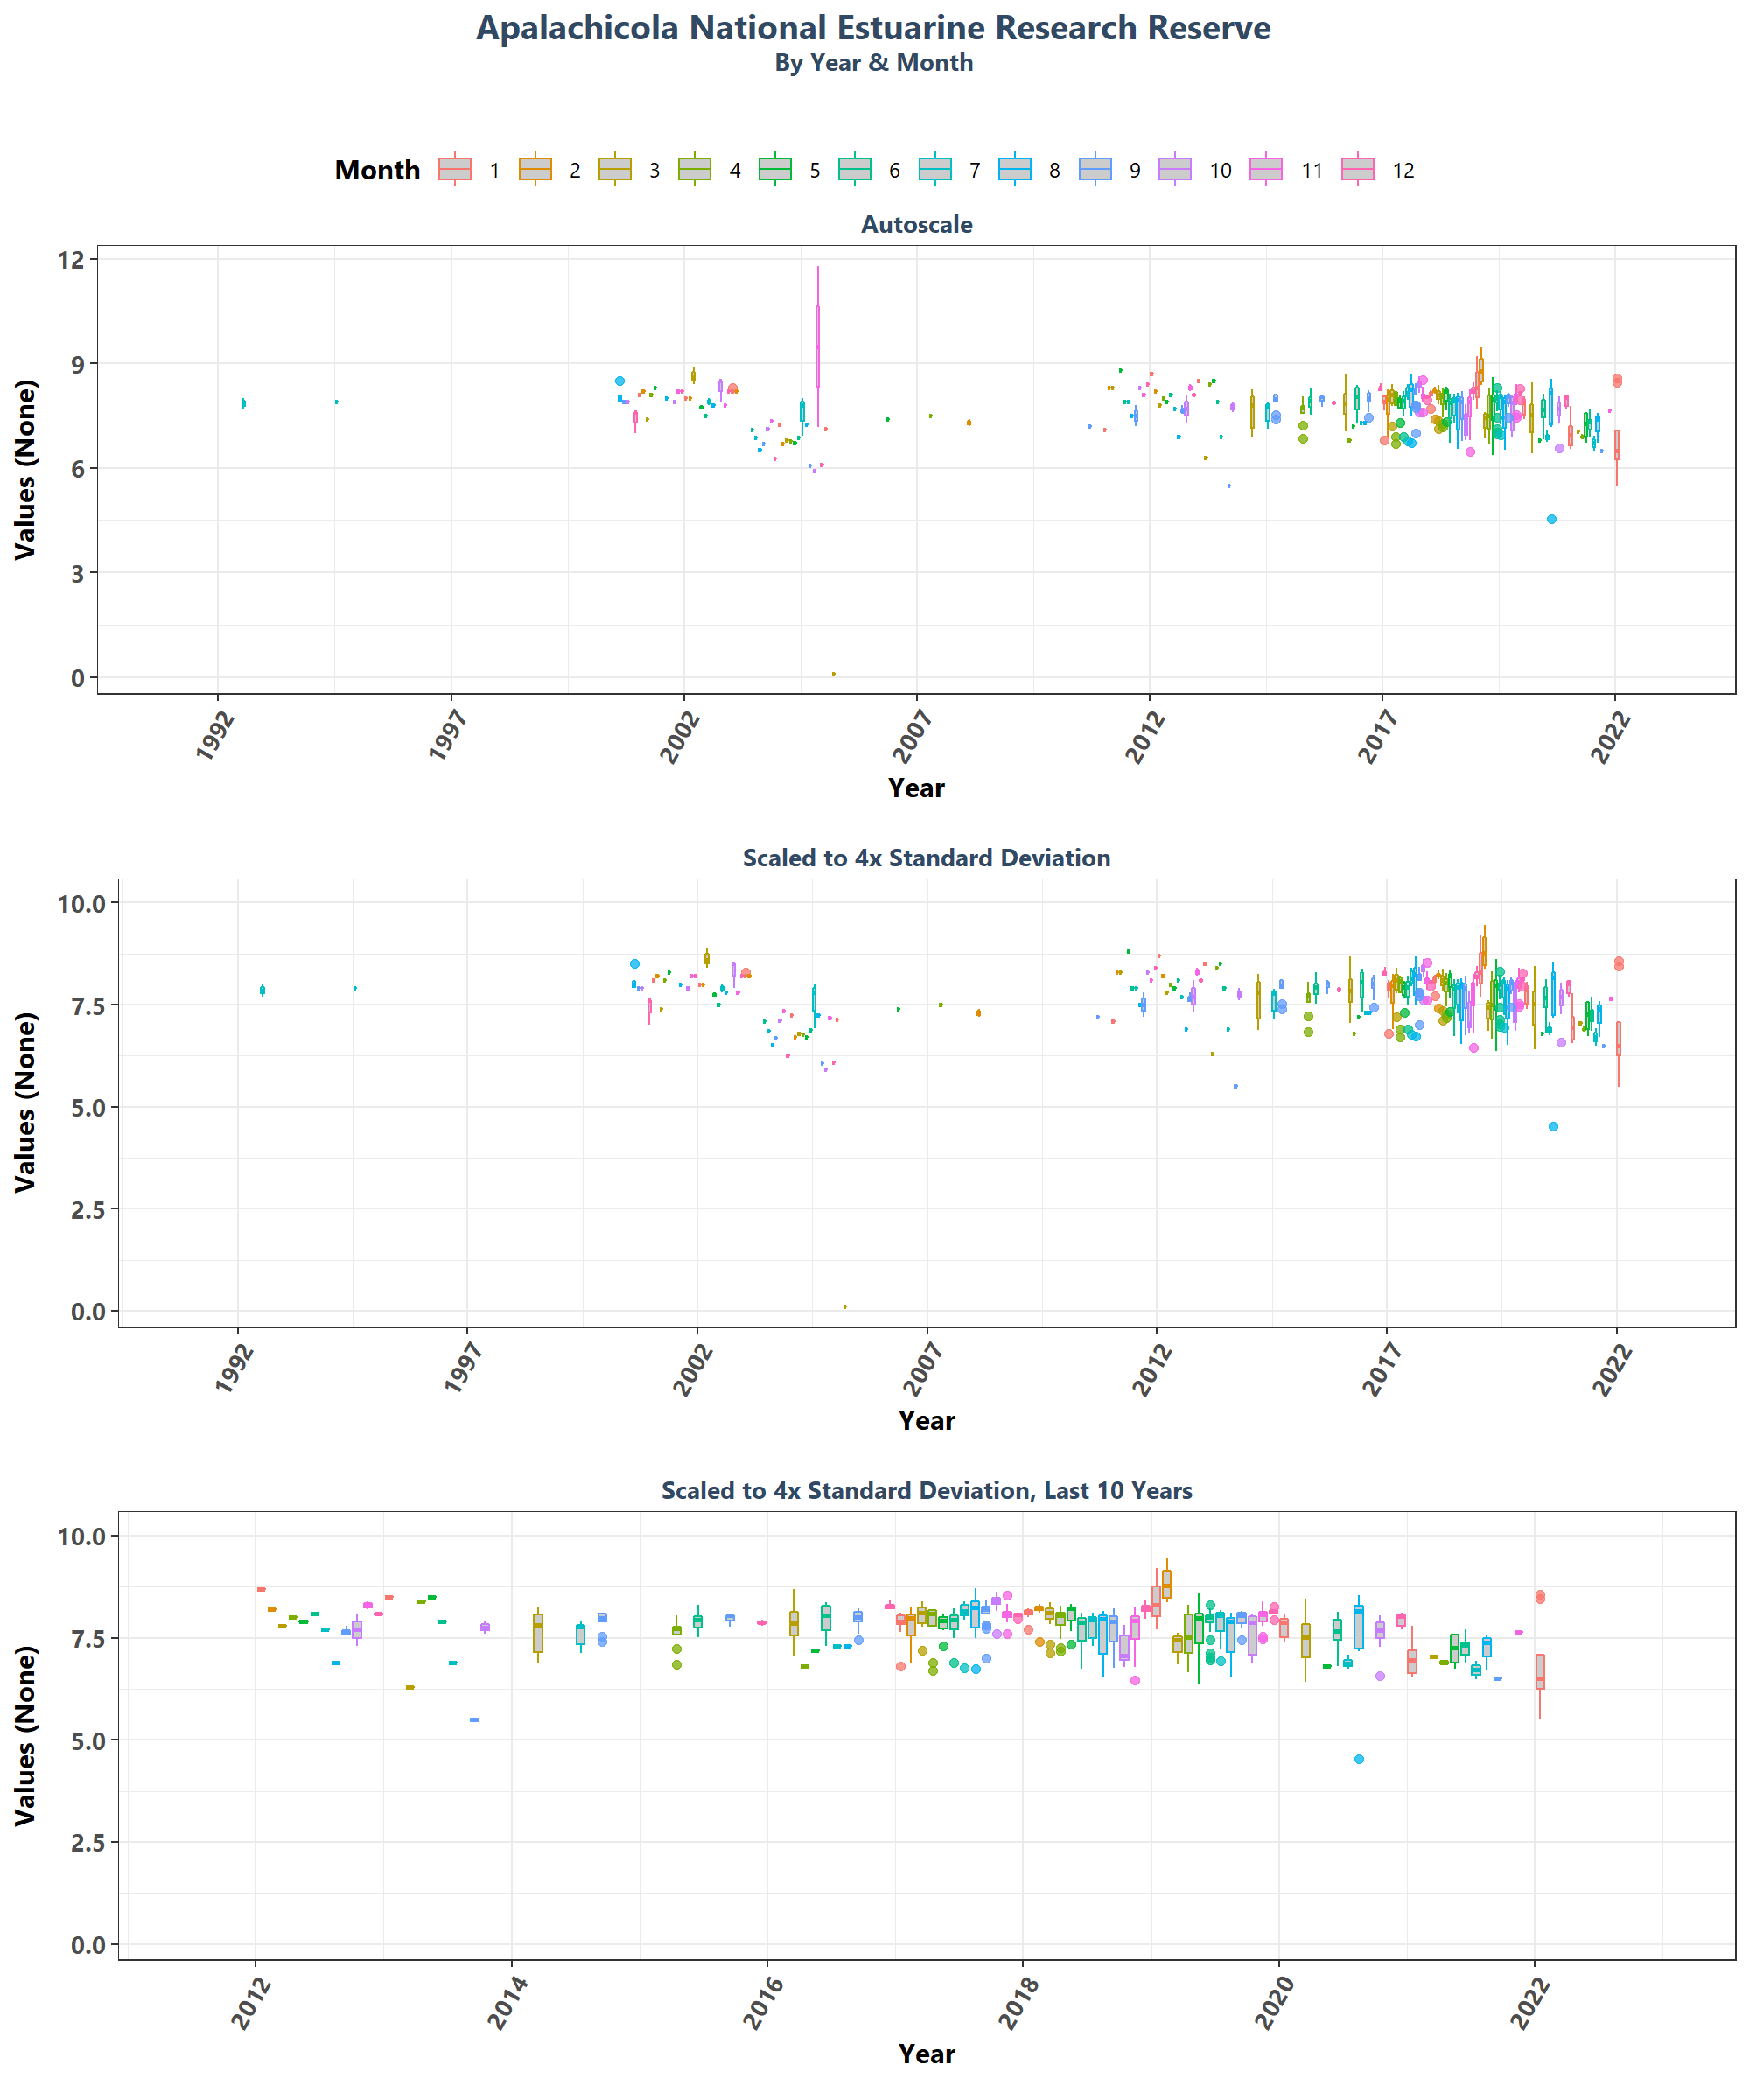 Apalachicola National Estuarine Research Reserve
By Year & Month
Month 1 2 3 4 5 6 7 8 9 10 11 12
Autoscale
Values (None)
12
9
6
3
0
1992 1997 2002 2007 2012 2017 2022
Year
Scaled to 4x Standard Deviation
Values (None)
10.0
7.5
5.0
2.5
0.0
1992 1997 2002 2007 2012 2017 2022
Year
Scaled to 4x Standard Deviation, Last 10 Years
Values (None)
10.0
7.5
5.0
2.5
0.0
2012 2014 2016 2018 2020 2022
Year